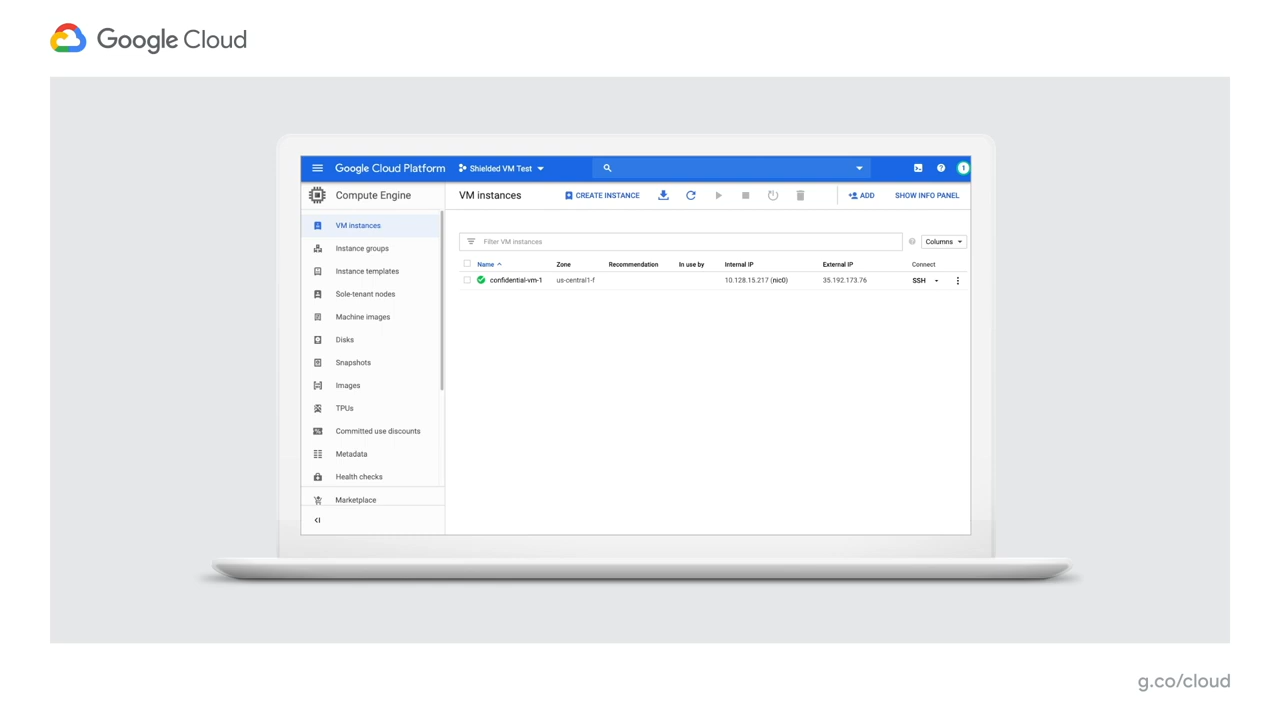 Google Cloud
Google Cloud Platform Shielded VM Test 1
Compute Engine VM instances CREATE INSTANCE ADD SHOW INFO PANEL
VM instances
Instance groups
Instance templates
Sole-tenant nodes
Machine images
Disks
Snapshots
Images
TPUs
Committed use discounts
Metadata
Health checks
Marketplace
Filter VM instances Columns
Name Zone Recommendation In use by Internal IP External IP Connect
confidential-vm-1 us-central1-f 10.128.15.217 (nic0) 35.192.173.76 SSH
g.co/cloud